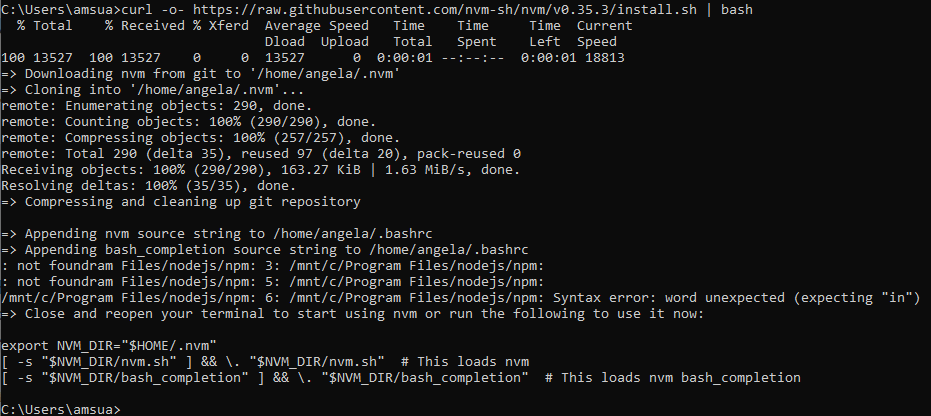 C:\Users\amsua>curl -o- https://raw.githubusercontent.com/nvm-sh/nvm/v0.35.3/install.sh | bash
  % Total    % Received % Xferd  Average Speed   Time    Time     Time  Current
                                 Dload  Upload   Total   Spent    Left  Speed
100 13527  100 13527    0     0  13527      0  0:00:01 --:--:--  0:00:01 18813
=> Downloading nvm from git to '/home/angela/.nvm'
=> Cloning into '/home/angela/.nvm'...
remote: Enumerating objects: 290, done.
remote: Counting objects: 100% (290/290), done.
remote: Compressing objects: 100% (257/257), done.
remote: Total 290 (delta 35), reused 97 (delta 20), pack-reused 0
Receiving objects: 100% (290/290), 163.27 KiB | 1.63 MiB/s, done.
Resolving deltas: 100% (35/35), done.
=> Compressing and cleaning up git repository

=> Appending nvm source string to /home/angela/.bashrc
=> Appending bash_completion source string to /home/angela/.bashrc
: not foundram Files/nodejs/npm: 3: /mnt/c/Program Files/nodejs/npm:
: not foundram Files/nodejs/npm: 5: /mnt/c/Program Files/nodejs/npm:
/mnt/c/Program Files/nodejs/npm: 6: /mnt/c/Program Files/nodejs/npm: Syntax error: word unexpected (expecting "in")
=> Close and reopen your terminal to start using nvm or run the following to use it now:

export NVM_DIR="$HOME/.nvm"
[ -s "$NVM_DIR/nvm.sh" ] && \. "$NVM_DIR/nvm.sh"  # This loads nvm
[ -s "$NVM_DIR/bash_completion" ] && \. "$NVM_DIR/bash_completion"  # This loads nvm bash_completion

C:\Users\amsua>